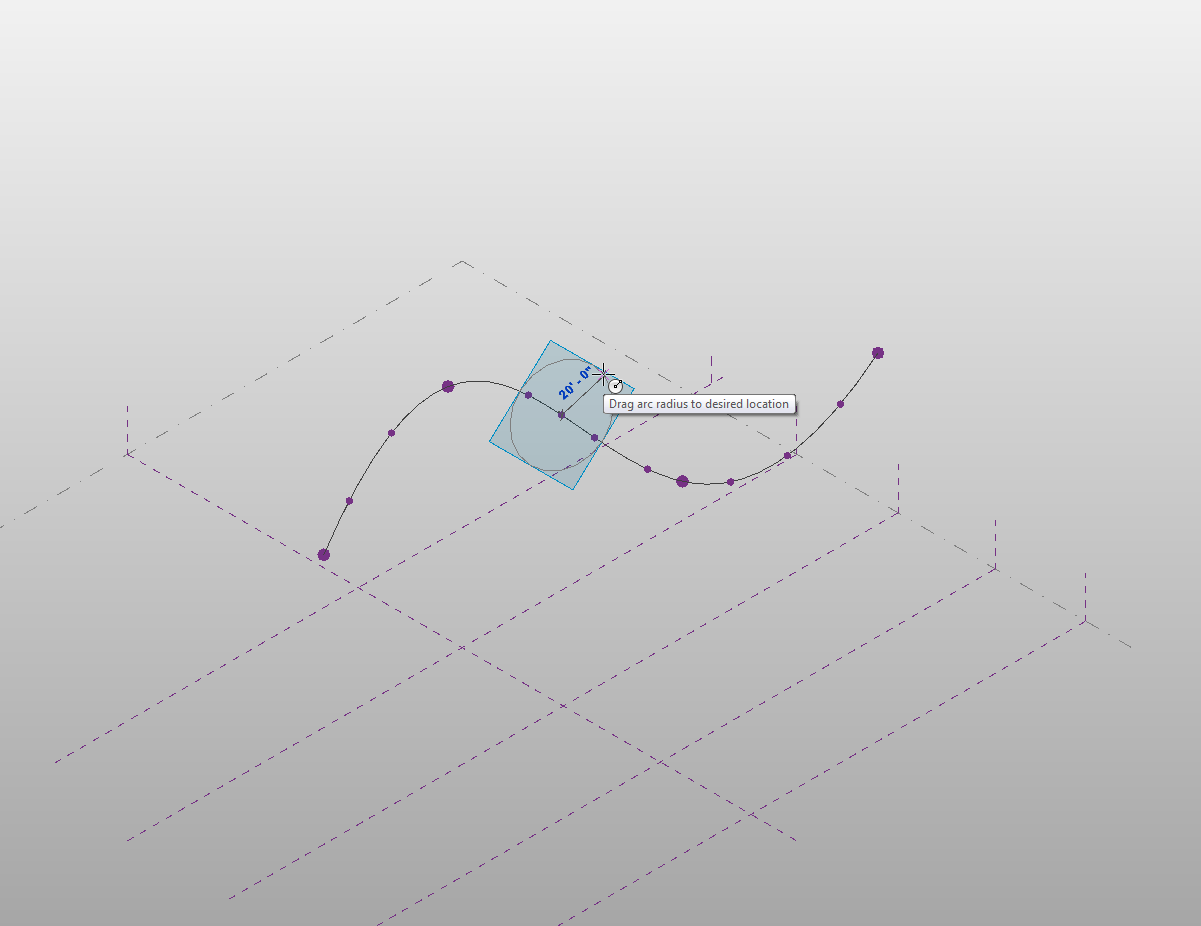 20' - 0"
Drag arc radius to desired location